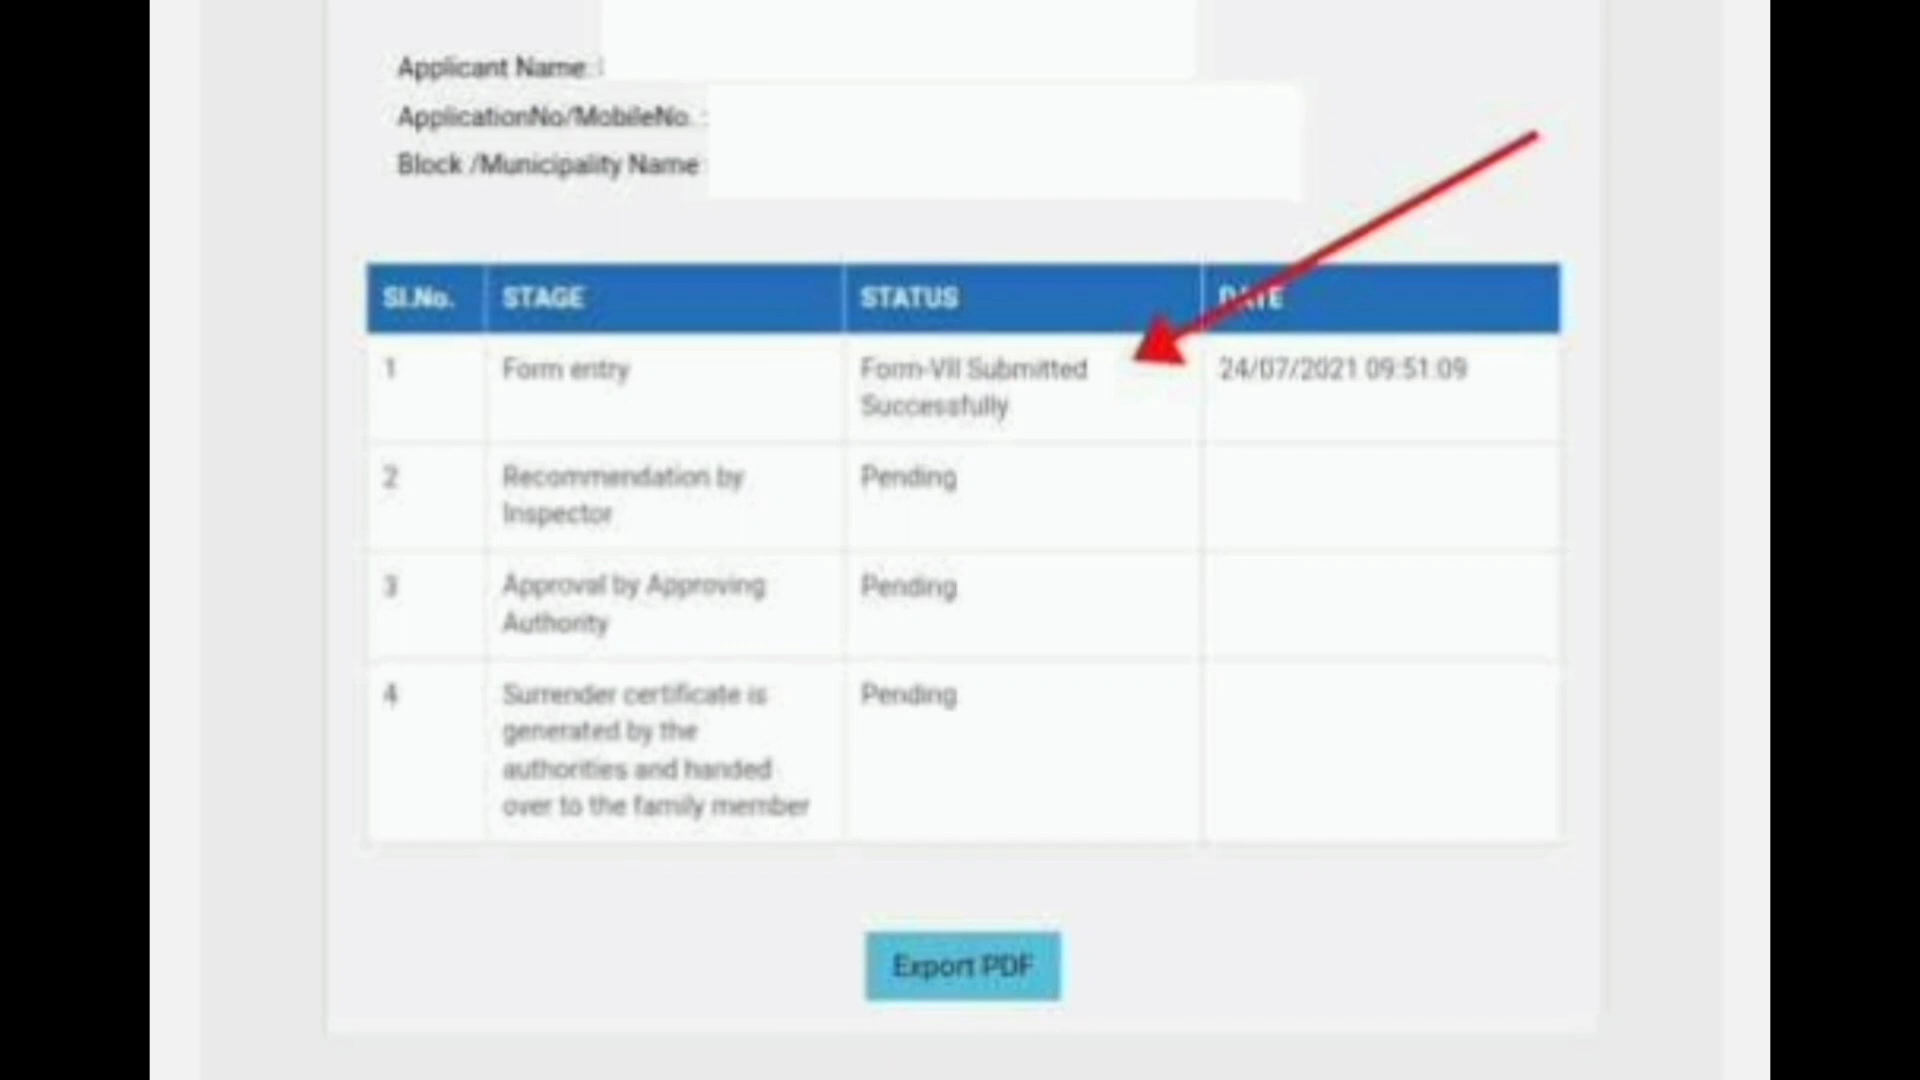 Applicant Name :
ApplicationNo/MobileNo. :
Block /Municipality Name
Sl.No. STAGE STATUS DATE
1 Form entry Form-VII Submitted 24/07/2021 09:51:09
Successfully
2 Recommendation by Pending
Inspector
3 Approval by Approving Pending
Authority
4 Surrender certificate is Pending
generated by the
authorities and handed
over to the family member
Export PDF